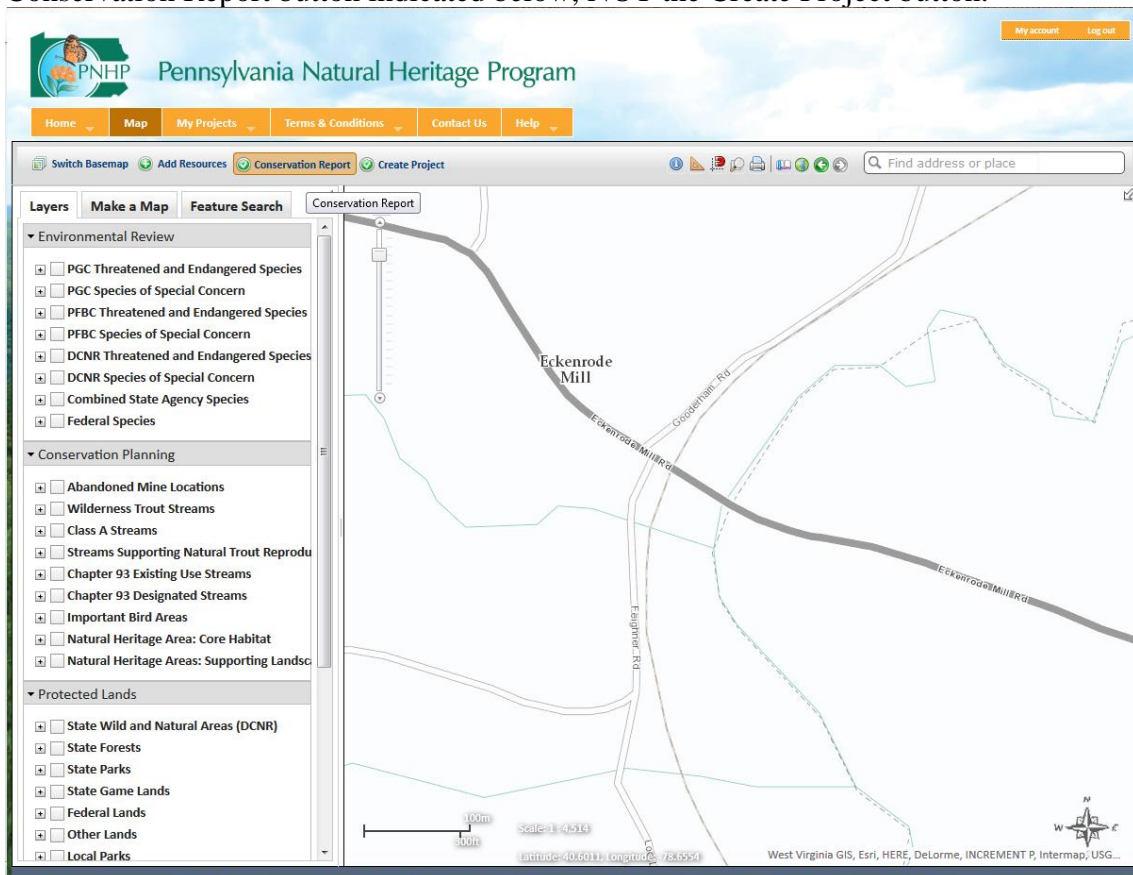 Conservation Report button indicated below, NOT the Create Project button.
My account Log out
PNHP Pennsylvania Natural Heritage Program
Home Map My Projects Terms & Conditions Contact Us Help
Switch Basemap Add Resources Conservation Report Create Project Find address or place
Layers Make a Map Feature Search Conservation Report
Environmental Review
PGC Threatened and Endangered Species
PGC Species of Special Concern
PFBC Threatened and Endangered Species
PFBC Species of Special Concern
DCNR Threatened and Endangered Species
DCNR Species of Special Concern
Combined State Agency Species
Federal Species
Conservation Planning
Abandoned Mine Locations
Wilderness Trout Streams
Class A Streams
Streams Supporting Natural Trout Reprodu
Chapter 93 Existing Use Streams
Chapter 93 Designated Streams
Important Bird Areas
Natural Heritage Area: Core Habitat
Natural Heritage Areas: Supporting Landsc
Protected Lands
State Wild and Natural Areas (DCNR)
State Forests
State Parks
State Game Lands
Federal Lands
Other Lands
Local Parks
Eckenrode
Mill
Gooderham Rd
Eckenrode Mill Rd
Eckenrode Mill Rd
Feighner Rd
N
W E
100m
300ft
Scale: 1 : 4,514
Latitude: 40.6011, Longitude: -78.6554
West Virginia GIS, Esri, HERE, DeLorme, INCREMENT P, Intermap, USG...